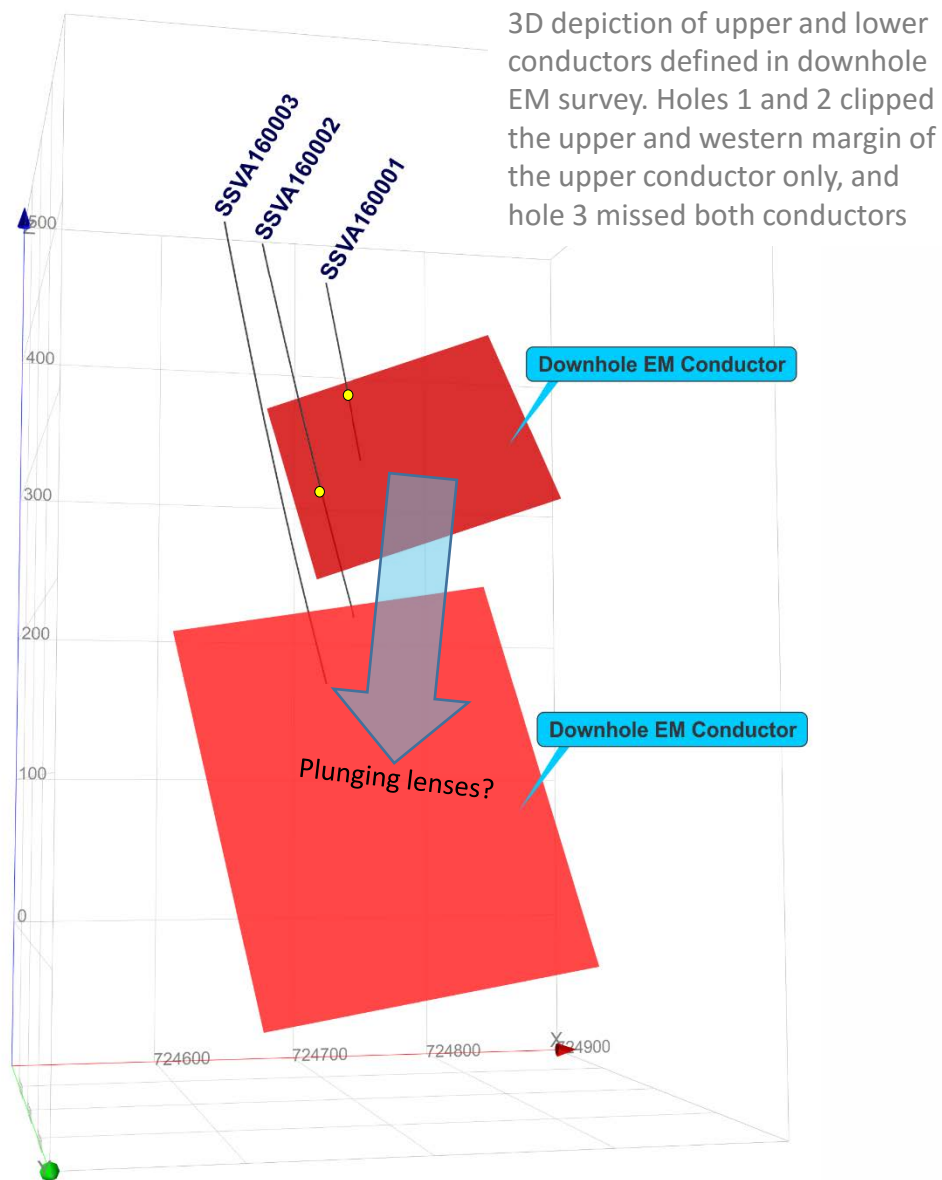 3D depiction of upper and lower
conductors defined in downhole
EM survey. Holes 1 and 2 clipped
the upper and western margin of
the upper conductor only, and
hole 3 missed both conductors
SSVA160003
SSVA160002
SSVA160001
500
Z
400
Downhole EM Conductor
300
200
Downhole EM Conductor
100
Plunging lenses?
0
X
724600
724700
724800
724900